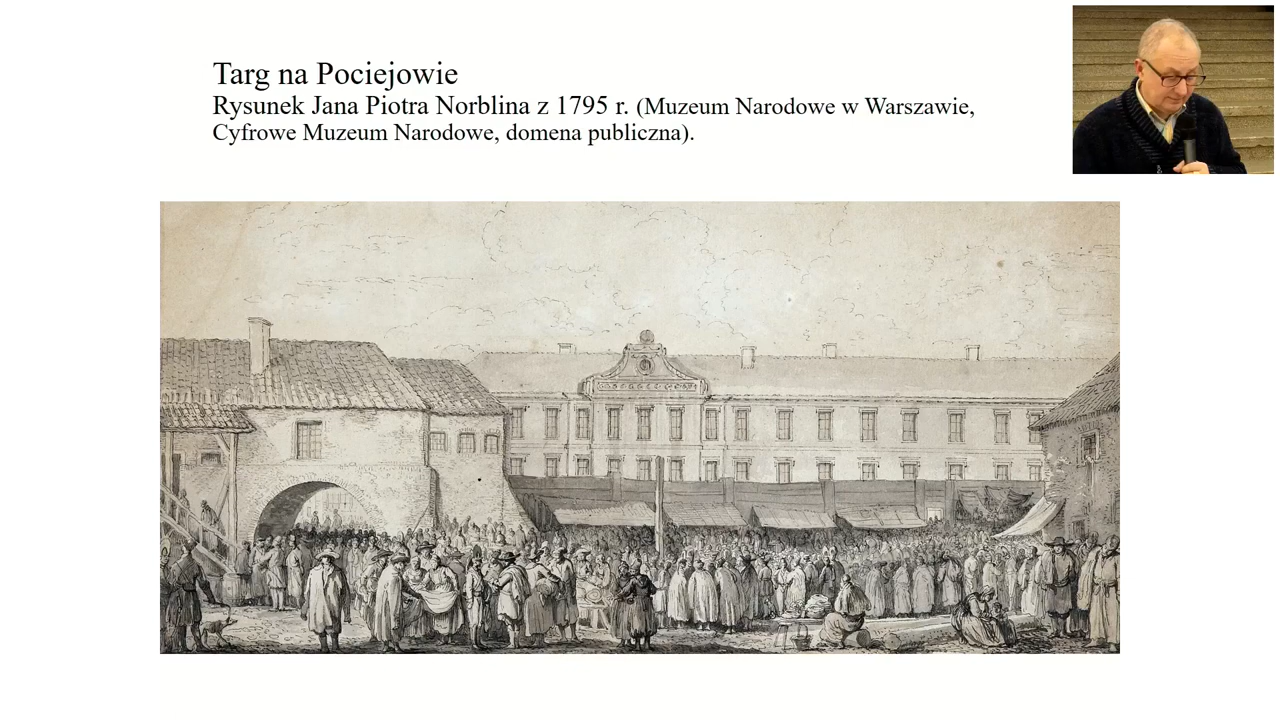 Targ na Pociejowie
Rysunek Jana Piotra Norblina z 1795 r. (Muzeum Narodowe w Warszawie,
Cyfrowe Muzeum Narodowe, domena publiczna).